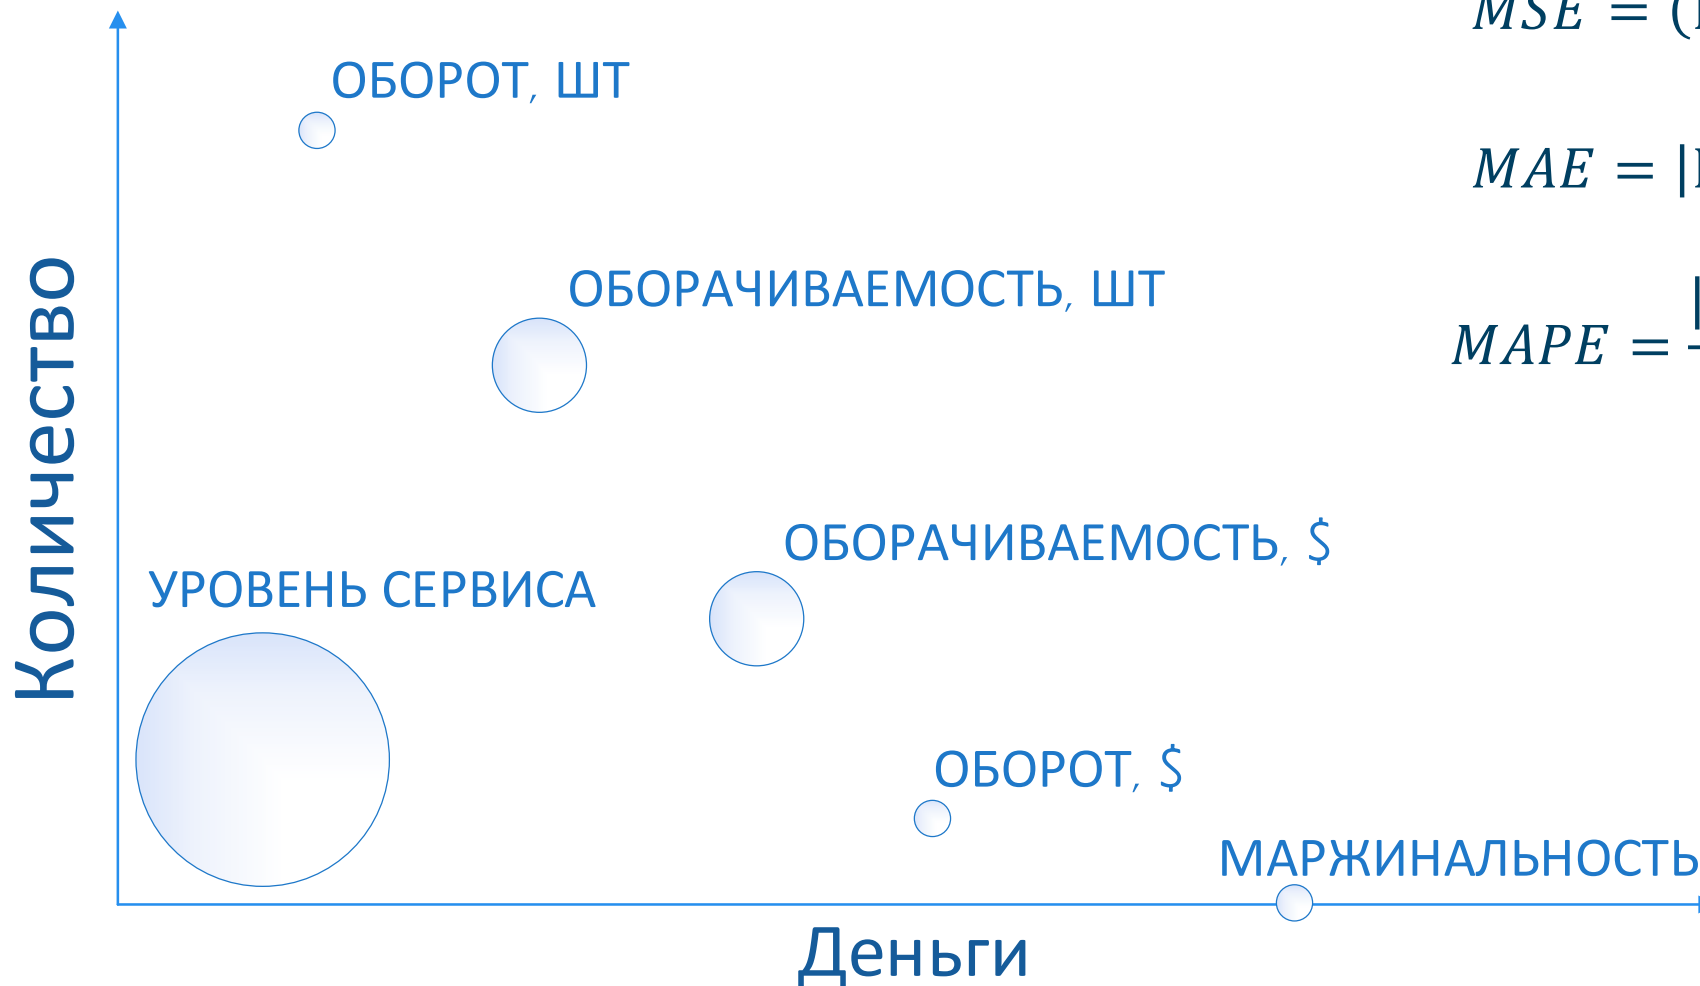 ОБОРОТ, ШТ
ОБОРАЧИВАЕМОСТЬ, ШТ
ОБОРАЧИВАЕМОСТЬ, $
УРОВЕНЬ СЕРВИСА
ОБОРОТ, $
МАРЖИНАЛЬНОСТЬ
Количество
Деньги
MSE = (
MAE = |
MAPE =